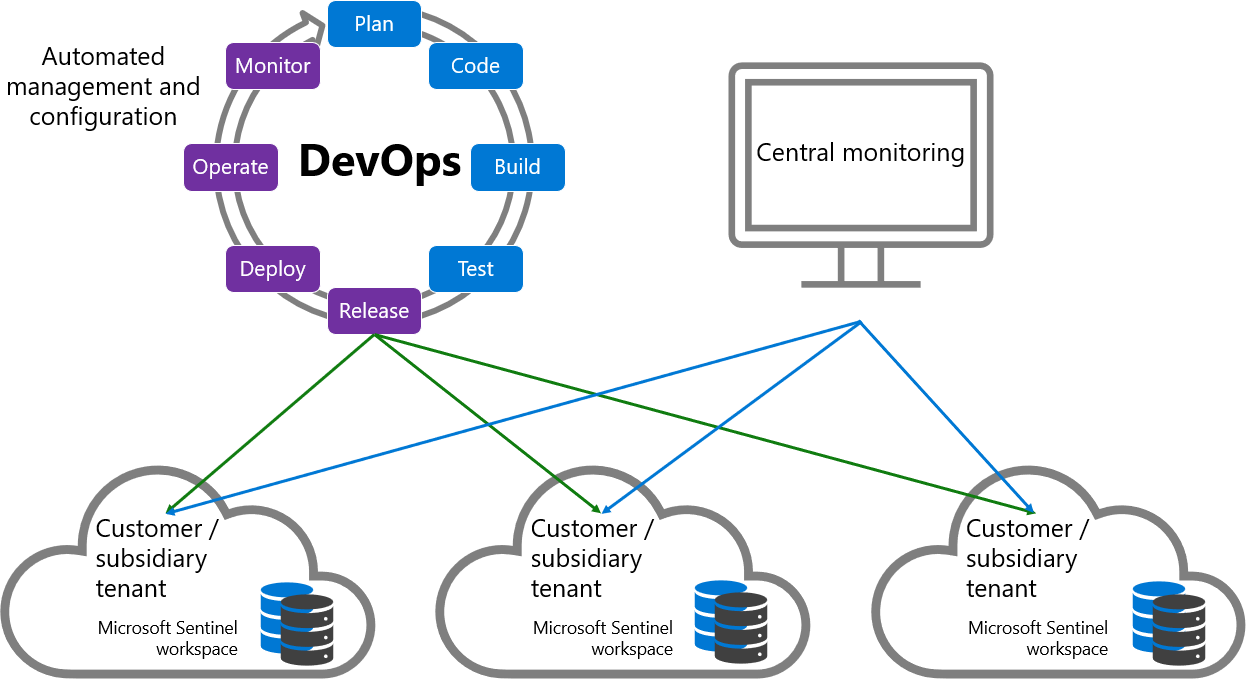 Automated
management and
configuration
Plan
Code
Build
Test
Release
Deploy
Operate
Monitor
DevOps
Central monitoring
Customer /
subsidiary
tenant
Microsoft Sentinel
workspace
Customer /
subsidiary
tenant
Microsoft Sentinel
workspace
Customer /
subsidiary
tenant
Microsoft Sentinel
workspace